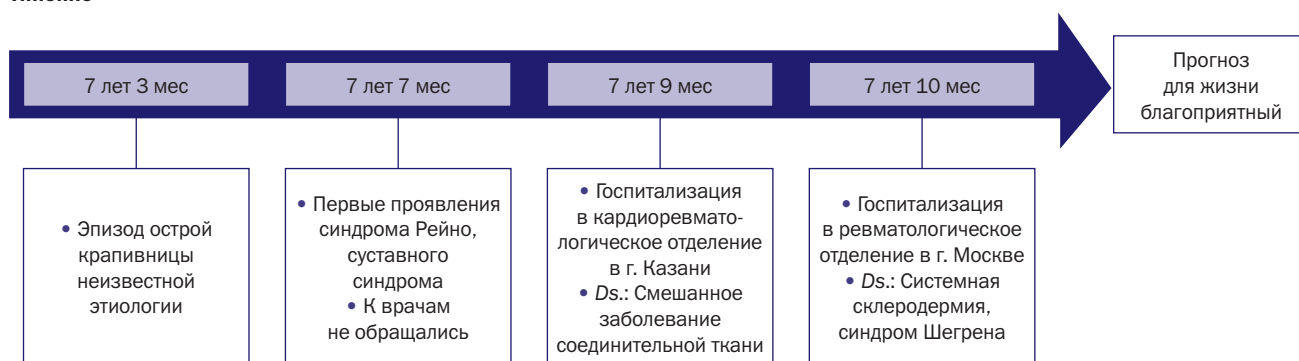 7 лет 3 мес
7 лет 7 мес
7 лет 9 мес
7 лет 10 мес
Прогноз
для жизни
благоприятный
• Эпизод острой
крапивницы
неизвестной
этиологии
• Первые проявления
синдрома Рейно,
суставного
синдрома
• К врачам
не обращались
• Госпитализация
в кардиоревмато-
логическое отделение
в г. Казани
• Ds.: Смешанное
заболевание
соединительной ткани
• Госпитализация
в ревматологическое
отделение в г. Москве
• Ds.: Системная
склеродермия,
синдром Шегрена